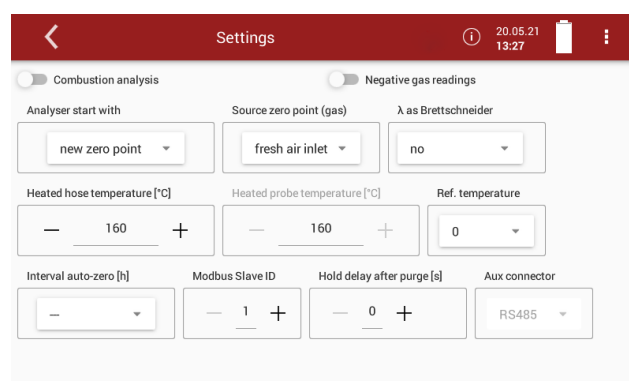 Settings
20.05.21
13:27
Combustion analysis
Negative gas readings
Analyser start with
Source zero point (gas)
λ as Brettschneider
new zero point
fresh air inlet
no
Heated hose temperature [°C]
Heated probe temperature [°C]
Ref. temperature
— 160 +
— 160 +
0
Interval auto-zero [h]
Modbus Slave ID
Hold delay after purge [s]
Aux connector
—
— 1 +
— 0 +
RS485